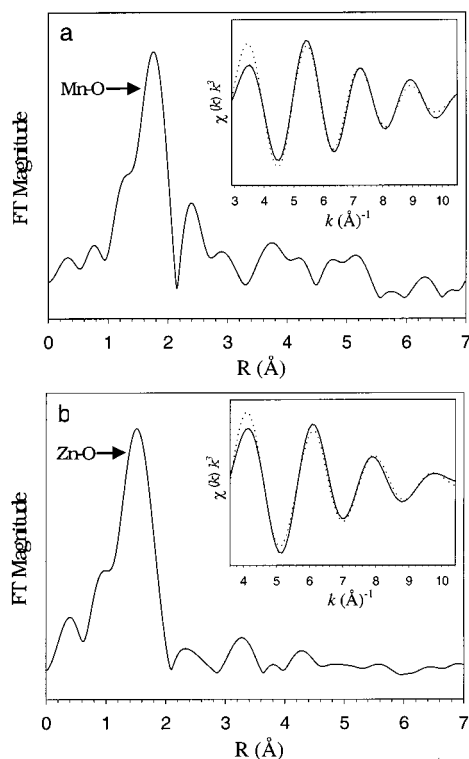 a
Mn-O
FT Magnitude
χ (k) k³
3 4 5 6 7 8 9 10
k (Å)⁻¹
0 1 2 3 4 5 6 7
R (Å)
b
Zn-O
FT Magnitude
χ (k) k³
4 5 6 7 8 9 10
k (Å)⁻¹
0 1 2 3 4 5 6 7
R (Å)